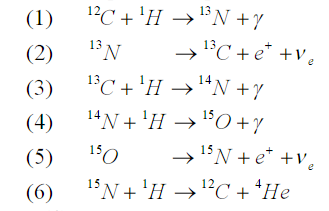 (1) ¹²C + ¹H → ¹³N + γ
(2) ¹³N → ¹³C + e⁺ + νₑ
(3) ¹³C + ¹H → ¹⁴N + γ
(4) ¹⁴N + ¹H → ¹⁵O + γ
(5) ¹⁵O → ¹⁵N + e⁺ + νₑ
(6) ¹⁵N + ¹H → ¹²C + ⁴He